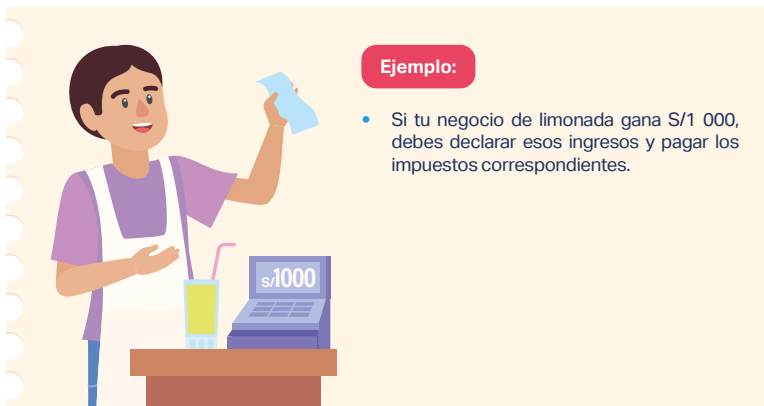 Ejemplo:
• Si tu negocio de limonada gana S/1 000,
debes declarar esos ingresos y pagar los
impuestos correspondientes.
S/1000